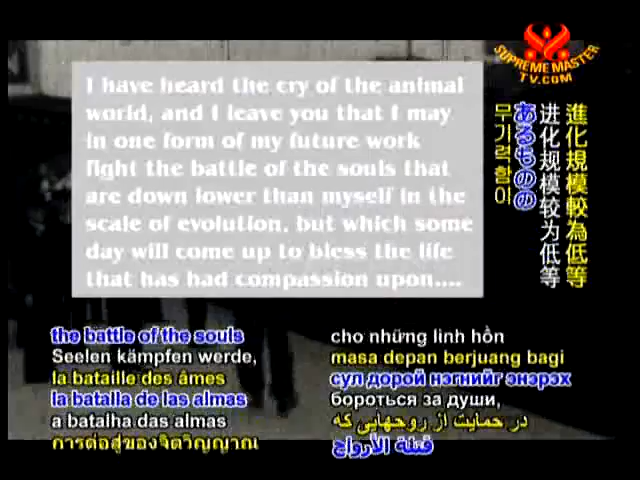 SUPREME MASTER
TV.COM
I have heard the cry of the animal
world, and I leave you that I may
in one form of my future work
fight the battle of the souls that
are down lower than myself in the
scale of evolution, but which some
day will come up to bless the life
that has had compassion upon....
進化規模較為低等
进化规模较为低等
あるものの
무기력함이
the battle of the souls
Seelen kämpfen werde,
la bataille des âmes
la batalla de las almas
a batalha das almas
การต่อสู้ของจิตวิญญาณ
cho những linh hồn
masa depan berjuang bagi
сул дорой нэгнийг энэрэх
бороться за души,
در حمایت از روحهایی که
الأرواح